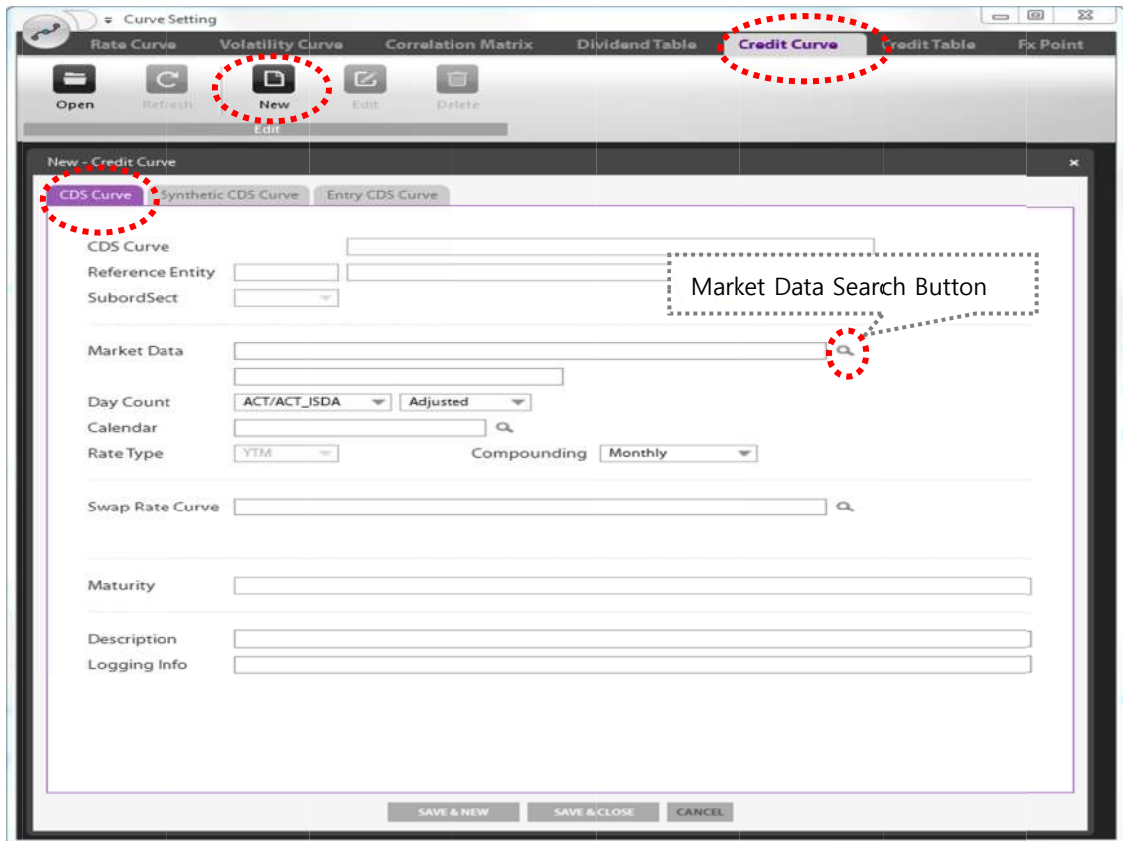 Curve Setting
Rate Curve Volatility Curve Correlation Matrix Dividend Table Credit Curve Credit Table Fx Point
Open Refresh New Edit Delete
Edit
New - Credit Curve
CDS Curve Synthetic CDS Curve Entry CDS Curve
CDS Curve
Reference Entity
Market Data Search Button
SubordSect
Market Data
Day Count ACT/ACT_ISDA Adjusted
Calendar
Rate Type YTM Compounding Monthly
Swap Rate Curve
Maturity
Description
Logging Info
SAVE & NEW SAVE & CLOSE CANCEL